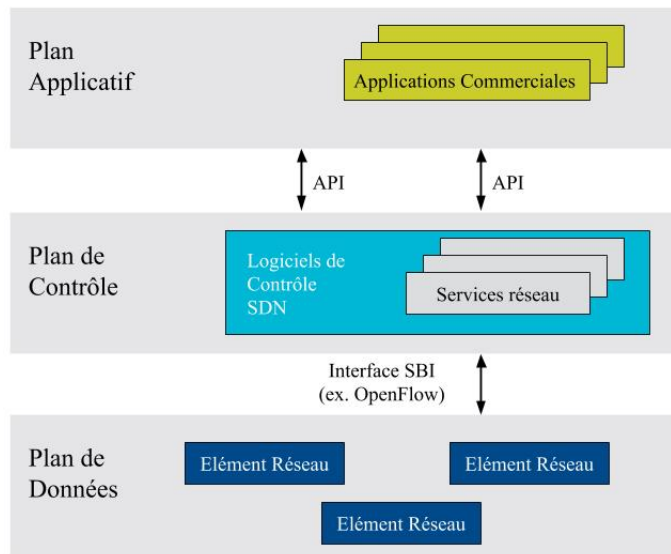 Plan
Applicatif
Applications Commerciales
API
API
Plan de
Contrôle
Logiciels de
Contrôle
SDN
Services réseau
Interface SBI
(ex. OpenFlow)
Plan de
Données
Elément Réseau
Elément Réseau
Elément Réseau